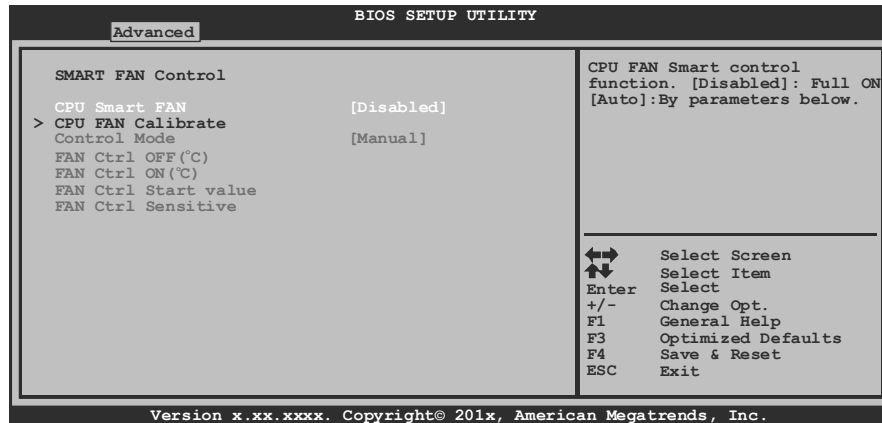 BIOS SETUP UTILITY
Advanced
SMART FAN Control
CPU Smart FAN [Disabled]
> CPU FAN Calibrate
Control Mode [Manual]
FAN Ctrl OFF(°C)
FAN Ctrl ON(°C)
FAN Ctrl Start value
FAN Ctrl Sensitive
CPU FAN Smart control
function. [Disabled]: Full ON
[Auto]:By parameters below.
Select Screen
Select Item
Enter Select
+/- Change Opt.
F1 General Help
F3 Optimized Defaults
F4 Save & Reset
ESC Exit
Version x.xx.xxxx. Copyright© 201x, American Megatrends, Inc.